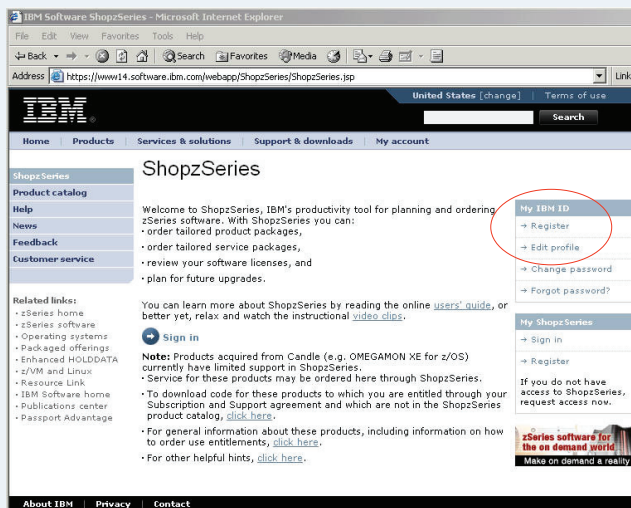 IBM Software ShopzSeries - Microsoft Internet Explorer
File Edit View Favorites Tools Help
Back Search Favorites Media
Address https://www14.software.ibm.com/webapp/ShopzSeries/ShopzSeries.jsp Link
United States [change] | Terms of use
IBM
Search
Home | Products | Services & solutions | Support & downloads | My account
ShopzSeries
Product catalog
Help
News
Feedback
Customer service
Related links:
• zSeries home
• zSeries software
• Operating systems
• Packaged offerings
• Enhanced HOLDDATA
• z/VM and Linux
• Resource Link
• IBM Software home
• Publications center
• Passport Advantage
ShopzSeries
Welcome to ShopzSeries, IBM's productivity tool for planning and ordering
zSeries software. With ShopzSeries you can:
• order tailored product packages,
• order tailored service packages,
• review your software licenses, and
• plan for future upgrades.
You can learn more about ShopzSeries by reading the online users' guide, or
better yet, relax and watch the instructional video clips.
Sign in
Note: Products acquired from Candle (e.g. OMEGAMON XE for z/OS)
currently have limited support in ShopzSeries.
• Service for these products may be ordered here through ShopzSeries.
• To download code for these products to which you are entitled through your
Subscription and Support agreement and which are not in the ShopzSeries
product catalog, click here.
• For general information about these products, including information on how
to order use entitlements, click here.
• For other helpful hints, click here.
My IBM ID
→ Register
→ Edit profile
→ Change password
→ Forgot password?
My ShopzSeries
→ Sign in
→ Register
If you do not have
access to ShopzSeries,
request access now.
zSeries software for
the on demand world
Make on demand a reality
About IBM | Privacy | Contact